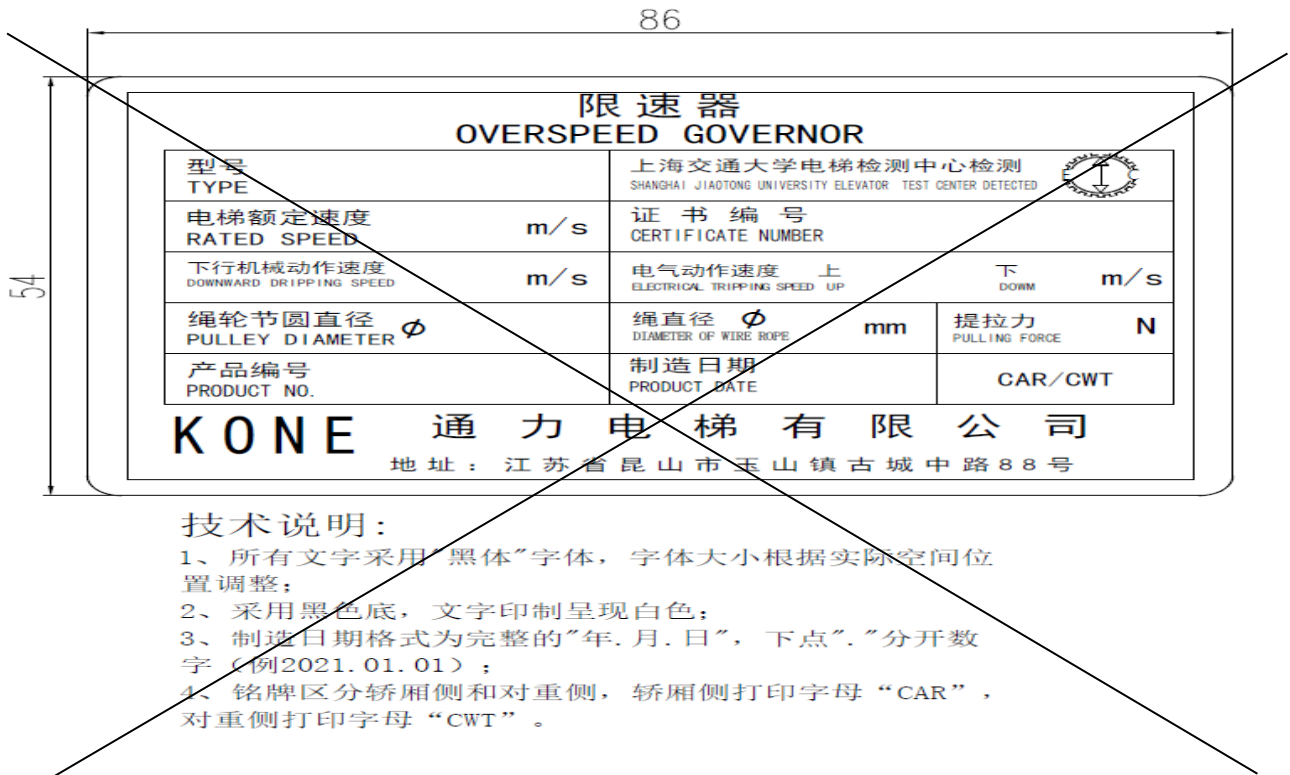 86
54
限速器
OVERSPEED GOVERNOR
型号
TYPE
上海交通大学电梯检测中心检测
SHANGHAI JIAOTONG UNIVERSITY ELEVATOR TEST CENTER DETECTED
E C
电梯额定速度 m/s
RATED SPEED
证书编号
CERTIFICATE NUMBER
下行机械动作速度 m/s
DOWNWARD DRIPPING SPEED
电气动作速度 上 下 m/s
ELECTRICAL TRIPPING SPEED UP DOWM
绳轮节圆直径 Φ
PULLEY DIAMETER
绳直径 Φ mm
DIAMETER OF WIRE ROPE
提拉力 N
PULLING FORCE
产品编号
PRODUCT NO.
制造日期
PRODUCT DATE
CAR/CWT
KONE 通力电梯有限公司
地址：江苏省昆山市玉山镇古城中路88号
技术说明:
1、所有文字采用"黑体"字体，字体大小根据实际空间位
置调整;
2、采用黑色底，文字印制呈现白色;
3、制造日期格式为完整的"年.月.日"，下点"."分开数
字（例2021.01.01）;
4、铭牌区分轿厢侧和对重侧，轿厢侧打印字母“CAR”,
对重侧打印字母“CWT”。